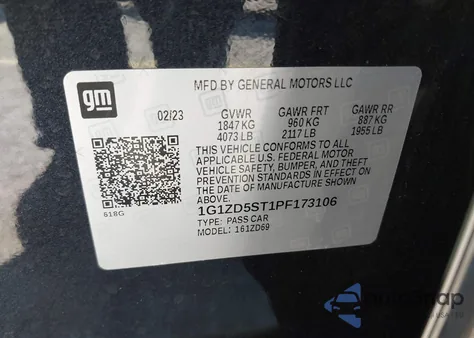 gm
MFD BY GENERAL MOTORS LLC
02/23 GVWR GAWR FRT GAWR RR
1847 KG 960 KG 887 KG
4073 LB 2117 LB 1955 LB
THIS VEHICLE CONFORMS TO ALL
APPLICABLE U.S. FEDERAL MOTOR
VEHICLE SAFETY, BUMPER, AND THEFT
PREVENTION STANDARDS IN EFFECT ON
THE DATE OF MANUFACTURE SHOWN
ABOVE.
618G
1G1ZD5ST1PF173106
TYPE: PASS CAR
MODEL: 161ZD69